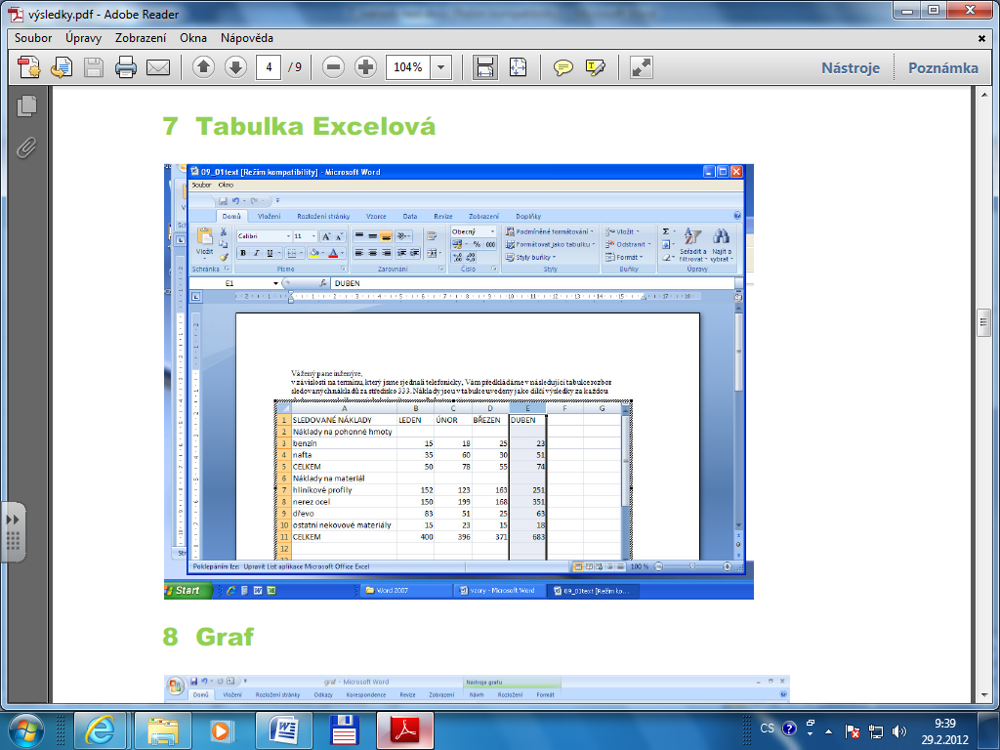 výsledky.pdf - Adobe Reader
Soubor Úpravy Zobrazení Okna Nápověda
4 / 9 104% Nástroje Poznámka
7 Tabulka Excelová
09_01text [Režim kompatibility] - Microsoft Word
Soubor Okno
Domů Vložení Rozložení stránky Vzorce Data Revize Zobrazení Doplňky
Calibri 11 Obecný Podmíněné formátování Vložit Σ
Vložit Formátovat jako tabulku Odstranit Seřadit a filtrovat Najít a vybrat
B I U % 000 Styly buňky Formát
Schránka Písmo Zarovnání Číslo Styly Buňky Úpravy
E1 fx DUBEN
Vážený pane inženýre,
v závislosti na termínu, který jsme sjednali telefonicky, Vám předkládáme v následující tabulce rozbor
sledovaných nákladů za středisko 333. Náklady jsou v tabulce uvedeny jako dílčí výsledky za každou
A B C D E F G
1 SLEDOVANÉ NÁKLADY LEDEN ÚNOR BŘEZEN DUBEN
2 Náklady na pohonné hmoty
3 benzín 15 18 25 23
4 nafta 35 60 30 51
5 CELKEM 50 78 55 74
6 Náklady na materiál
7 hliníkové profily 152 123 163 251
8 nerez ocel 150 199 168 351
9 dřevo 83 51 25 63
10 ostatní nekovové materiály 15 23 15 18
11 CELKEM 400 396 371 683
12
Poklepáním lze: Upravit List aplikace Microsoft Office Excel 100 %
Start Word 2007 vzory - Microsoft Word 09_01text [Režim ko...
8 Graf
graf - Microsoft Word Nástroje grafu
Domů Vložení Rozložení stránky Odkazy Korespondence Revize Zobrazení Návrh Rozložení Formát
CS 9:39
29.2.2012